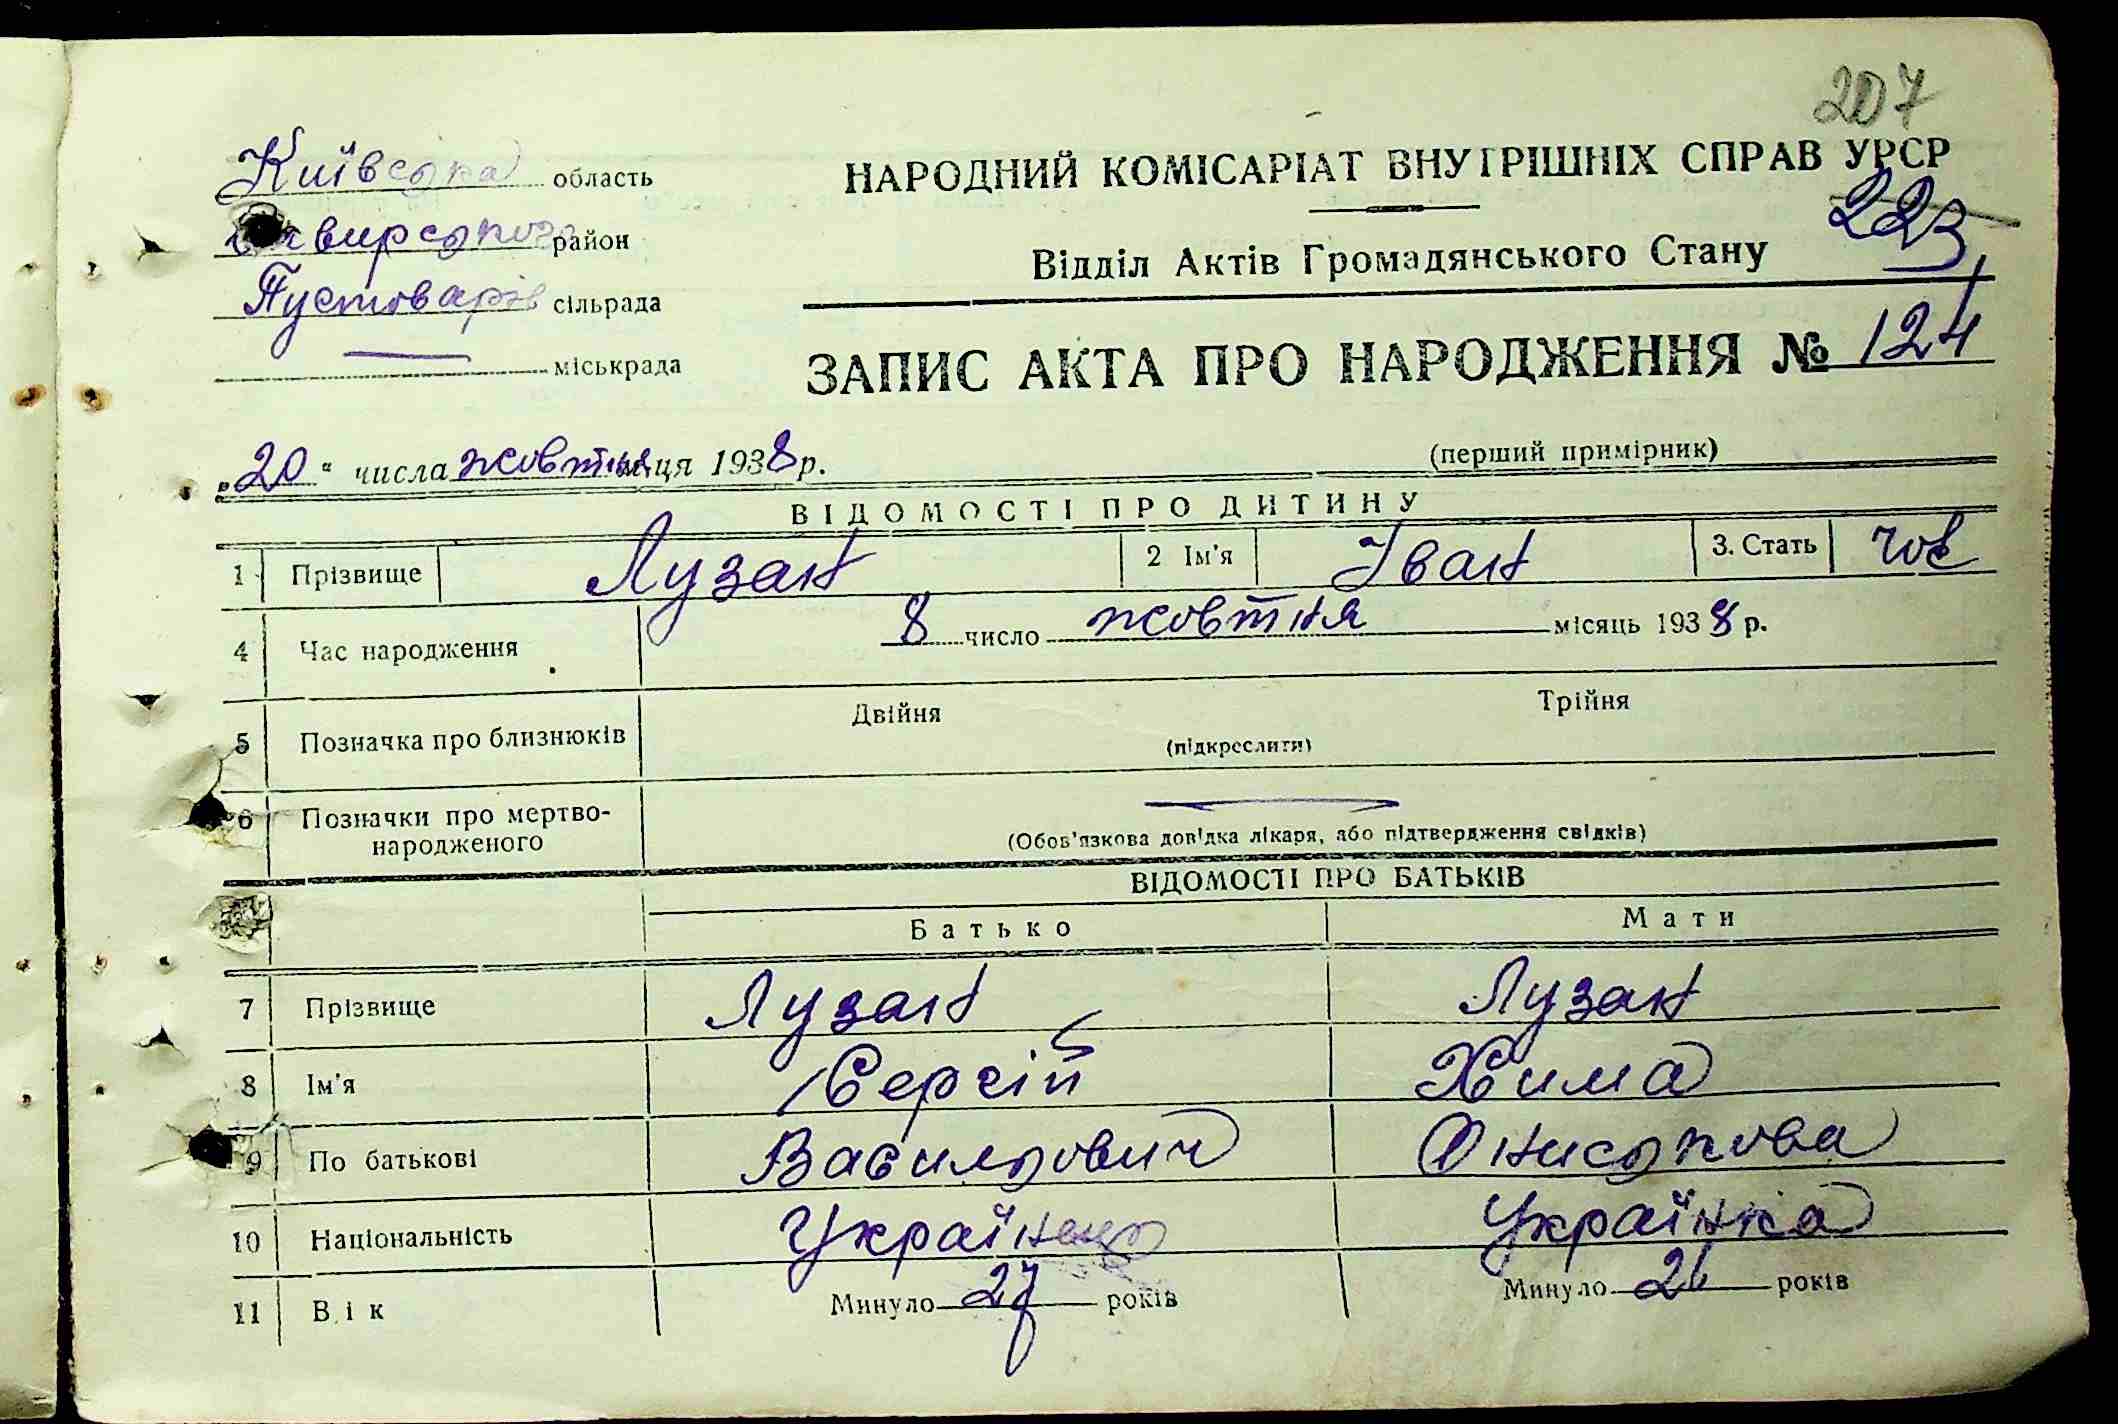 207
Київська область
район
Пустоварів сільрада
міськрада
НАРОДНИЙ КОМІСАРІАТ ВНУТРІШНІХ СПРАВ УРСР
223
Відділ Актів Громадянського Стану
ЗАПИС АКТА ПРО НАРОДЖЕННЯ № 124
„20“ числа жовтня м-ця 1938 р.
(перший примірник)
ВІДОМОСТІ ПРО ДИТИНУ
1 Прізвище Лузан 2 Ім'я Іван 3. Стать чол
4 Час народження 8 число жовтня місяць 1938 р.
5 Позначка про близнюків Двійня Трійня
(підкреслити)
6 Позначки про мертво-
народженого
(Обов'язкова довідка лікаря, або підтвердження свідків)
ВІДОМОСТІ ПРО БАТЬКІВ
Батько Мати
7 Прізвище Лузан Лузан
8 Ім'я Сергій Хима
9 По батькові Васильович Ониськова
10 Національність Українець Українка
11 Вік Минуло 27 років Минуло років